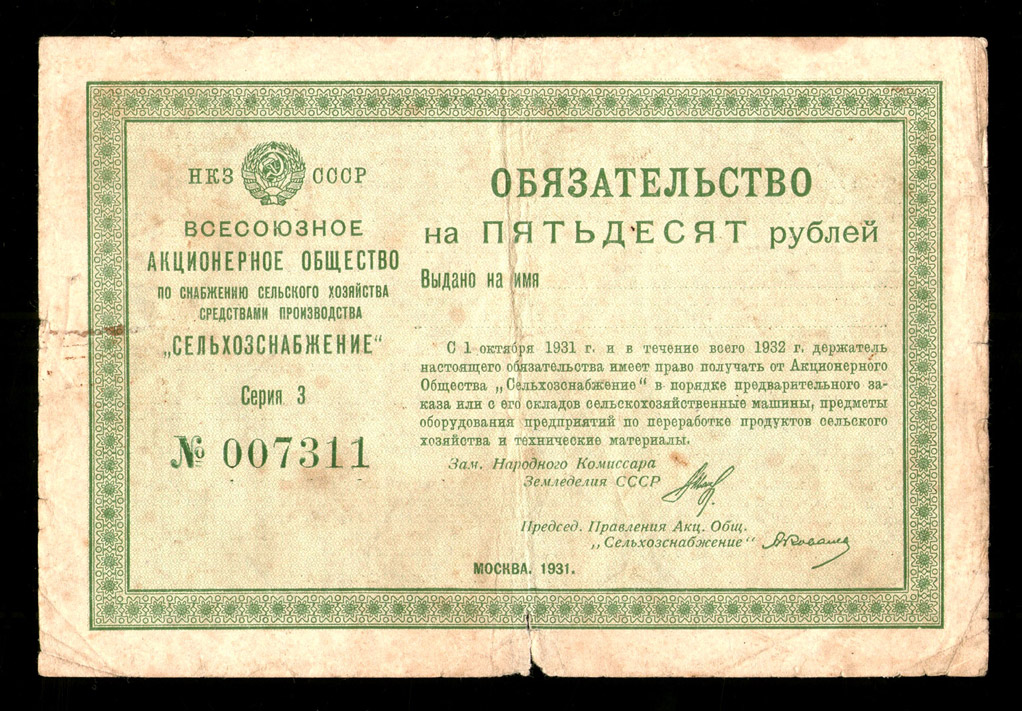 НКЗ СССР
ВСЕСОЮЗНОЕ
АКЦИОНЕРНОЕ ОБЩЕСТВО
ПО СНАБЖЕНИЮ СЕЛЬСКОГО ХОЗЯЙСТВА
СРЕДСТВАМИ ПРОИЗВОДСТВА
„СЕЛЬХОЗСНАБЖЕНИЕ"
Серия 3
№ 007311
ОБЯЗАТЕЛЬСТВО
на ПЯТЬДЕСЯТ рублей
Выдано на имя
С 1 октября 1931 г. и в течение всего 1932 г. держатель
настоящего обязательства имеет право получать от Акционерного
Общества „Сельхозснабжение" в порядке предварительного за-
каза или с его складов сельскохозяйственные машины, предметы
оборудования предприятий по переработке продуктов сельского
хозяйства и технические материалы.
Зам. Народного Комиссара
Земледелия СССР
Председ. Правления Акц. Общ.
„Сельхозснабжение"
МОСКВА. 1931.